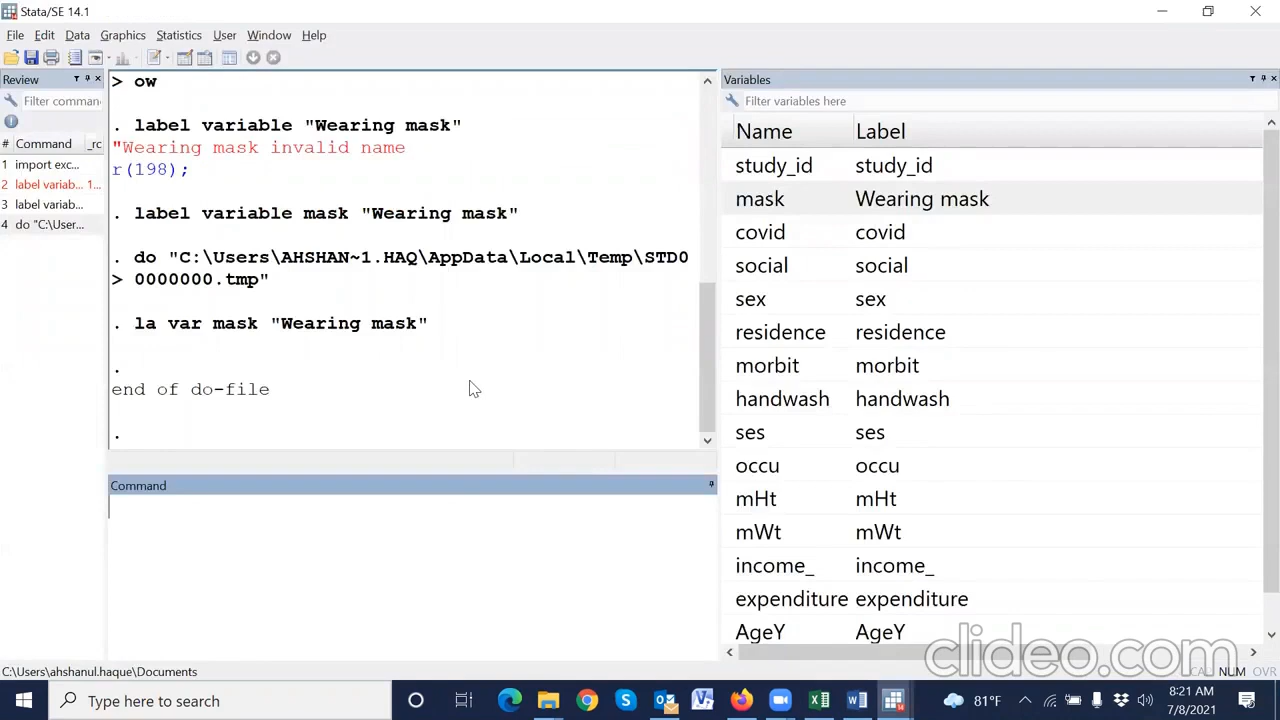 Stata/SE 14.1
File Edit Data Graphics Statistics User Window Help
Review
Filter commands
# Command _rc
1 import exc...
2 label variab... 1...
3 label variab...
4 do "C:\User...
> ow
. label variable "Wearing mask"
"Wearing mask invalid name
r(198);
. label variable mask "Wearing mask"
. do "C:\Users\AHSHAN~1.HAQ\AppData\Local\Temp\STD0
> 0000000.tmp"
. la var mask "Wearing mask"
.
end of do-file
.
Command
Variables
Filter variables here
Name Label
study_id study_id
mask Wearing mask
covid covid
social social
sex sex
residence residence
morbit morbit
handwash handwash
ses ses
occu occu
mHt mHt
mWt mWt
income_ income_
expenditure expenditure
AgeY AgeY
clideo.com
C:\Users\ahshanul.haque\Documents
CAP NUM OVR
Type here to search
81°F
8:21 AM
7/8/2021